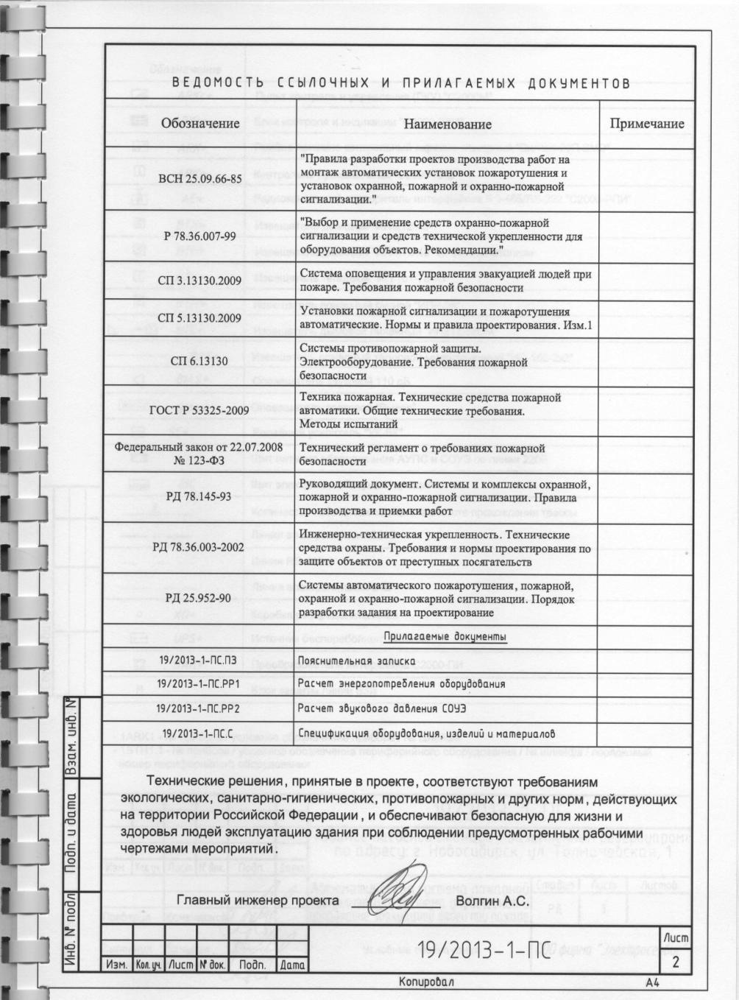 ВЕДОМОСТЬ ССЫЛОЧНЫХ И ПРИЛАГАЕМЫХ ДОКУМЕНТОВ
Обозначение Наименование Примечание
ВСН 25.09.66-85
"Правила разработки проектов производства работ на
монтаж автоматических установок пожаротушения и
установок охранной, пожарной и охранно-пожарной
сигнализации."
Р 78.36.007-99
"Выбор и применение средств охранно-пожарной
сигнализации и средств технической укрепленности для
оборудования объектов. Рекомендации."
СП 3.13130.2009
Система оповещения и управления эвакуацией людей при
пожаре. Требования пожарной безопасности
СП 5.13130.2009
Установки пожарной сигнализации и пожаротушения
автоматические. Нормы и правила проектирования. Изм.1
СП 6.13130
Системы противопожарной защиты.
Электрооборудование. Требования пожарной
безопасности
ГОСТ Р 53325-2009
Техника пожарная. Технические средства пожарной
автоматики. Общие технические требования.
Методы испытаний
Федеральный закон от 22.07.2008
№ 123-ФЗ
Технический регламент о требованиях пожарной
безопасности
РД 78.145-93
Руководящий документ. Системы и комплексы охранной,
пожарной и охранно-пожарной сигнализации. Правила
производства и приемки работ
РД 78.36.003-2002
Инженерно-техническая укрепленность. Технические
средства охраны. Требования и нормы проектирования по
защите объектов от преступных посягательств
РД 25.952-90
Системы автоматического пожаротушения, пожарной,
охранной и охранно-пожарной сигнализации. Порядок
разработки задания на проектирование
Прилагаемые документы
19/2013-1-ПС.ПЗ Пояснительная записка
19/2013-1-ПС.РР1 Расчет энергопотребления оборудования
19/2013-1-ПС.РР2 Расчет звукового давления СОУЭ
19/2013-1-ПС.С Спецификация оборудования, изделий и материалов
Технические решения, принятые в проекте, соответствуют требованиям
экологических, санитарно-гигиенических, противопожарных и других норм, действующих
на территории Российской Федерации, и обеспечивают безопасную для жизни и
здоровья людей эксплуатацию здания при соблюдении предусмотренных рабочими
чертежами мероприятий.
Главный инженер проекта Волгин А.С.
Взам. инв. №
Подп. и дата
Инв. № подл
Изм. Кол.уч. Лист № док. Подп. Дата
19/2013-1-ПС
Лист
2
Копировал А4